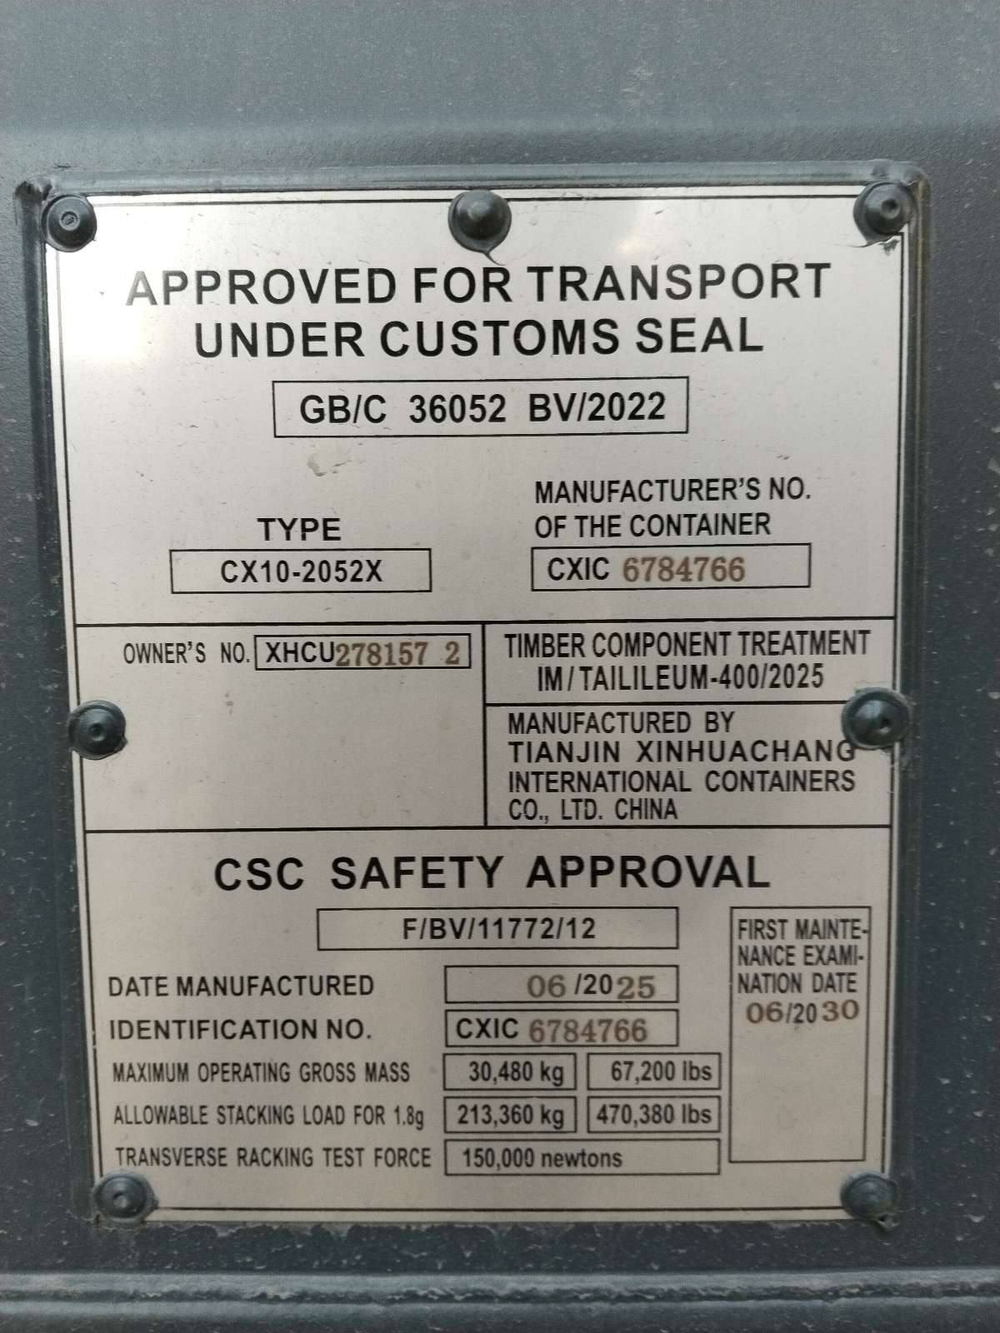 APPROVED FOR TRANSPORT
UNDER CUSTOMS SEAL
GB/C 36052 BV/2022
TYPE
CX10-2052X
MANUFACTURER'S NO.
OF THE CONTAINER
CXIC 6784766
OWNER'S NO. XHCU278157 2
TIMBER COMPONENT TREATMENT
IM/TAILILEUM-400/2025
MANUFACTURED BY
TIANJIN XINHUACHANG
INTERNATIONAL CONTAINERS
CO., LTD. CHINA
CSC SAFETY APPROVAL
F/BV/11772/12
DATE MANUFACTURED 06/2025
IDENTIFICATION NO. CXIC 6784766
MAXIMUM OPERATING GROSS MASS 30,480 kg 67,200 lbs
ALLOWABLE STACKING LOAD FOR 1.8g 213,360 kg 470,380 lbs
TRANSVERSE RACKING TEST FORCE 150,000 newtons
FIRST MAINTE-
NANCE EXAMI-
NATION DATE
06/2030